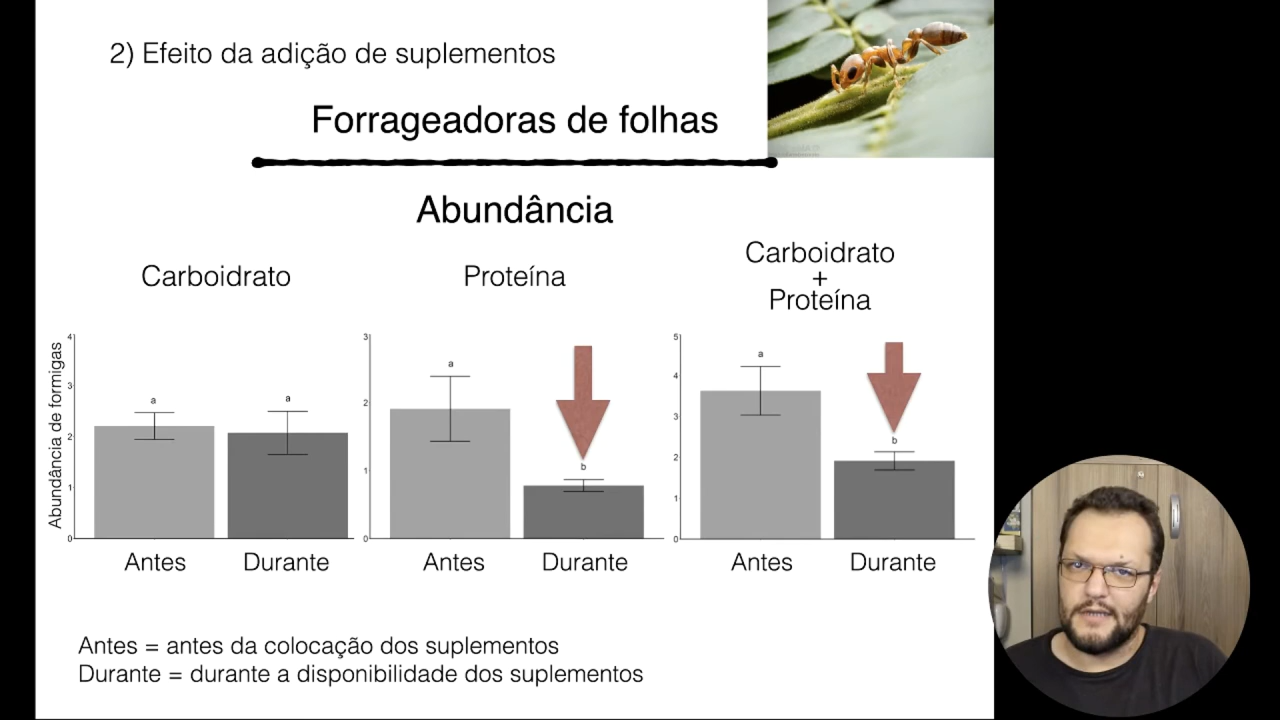 2) Efeito da adição de suplementos
Forrageadoras de folhas
Abundância
Carboidrato
Proteína
Carboidrato
+
Proteína
Abundância de formigas
4
3
2
1
0
a
a
Antes
Durante
3
2
1
0
a
b
Antes
Durante
5
4
3
2
1
0
a
b
Antes
Durante
Antes = antes da colocação dos suplementos
Durante = durante a disponibilidade dos suplementos